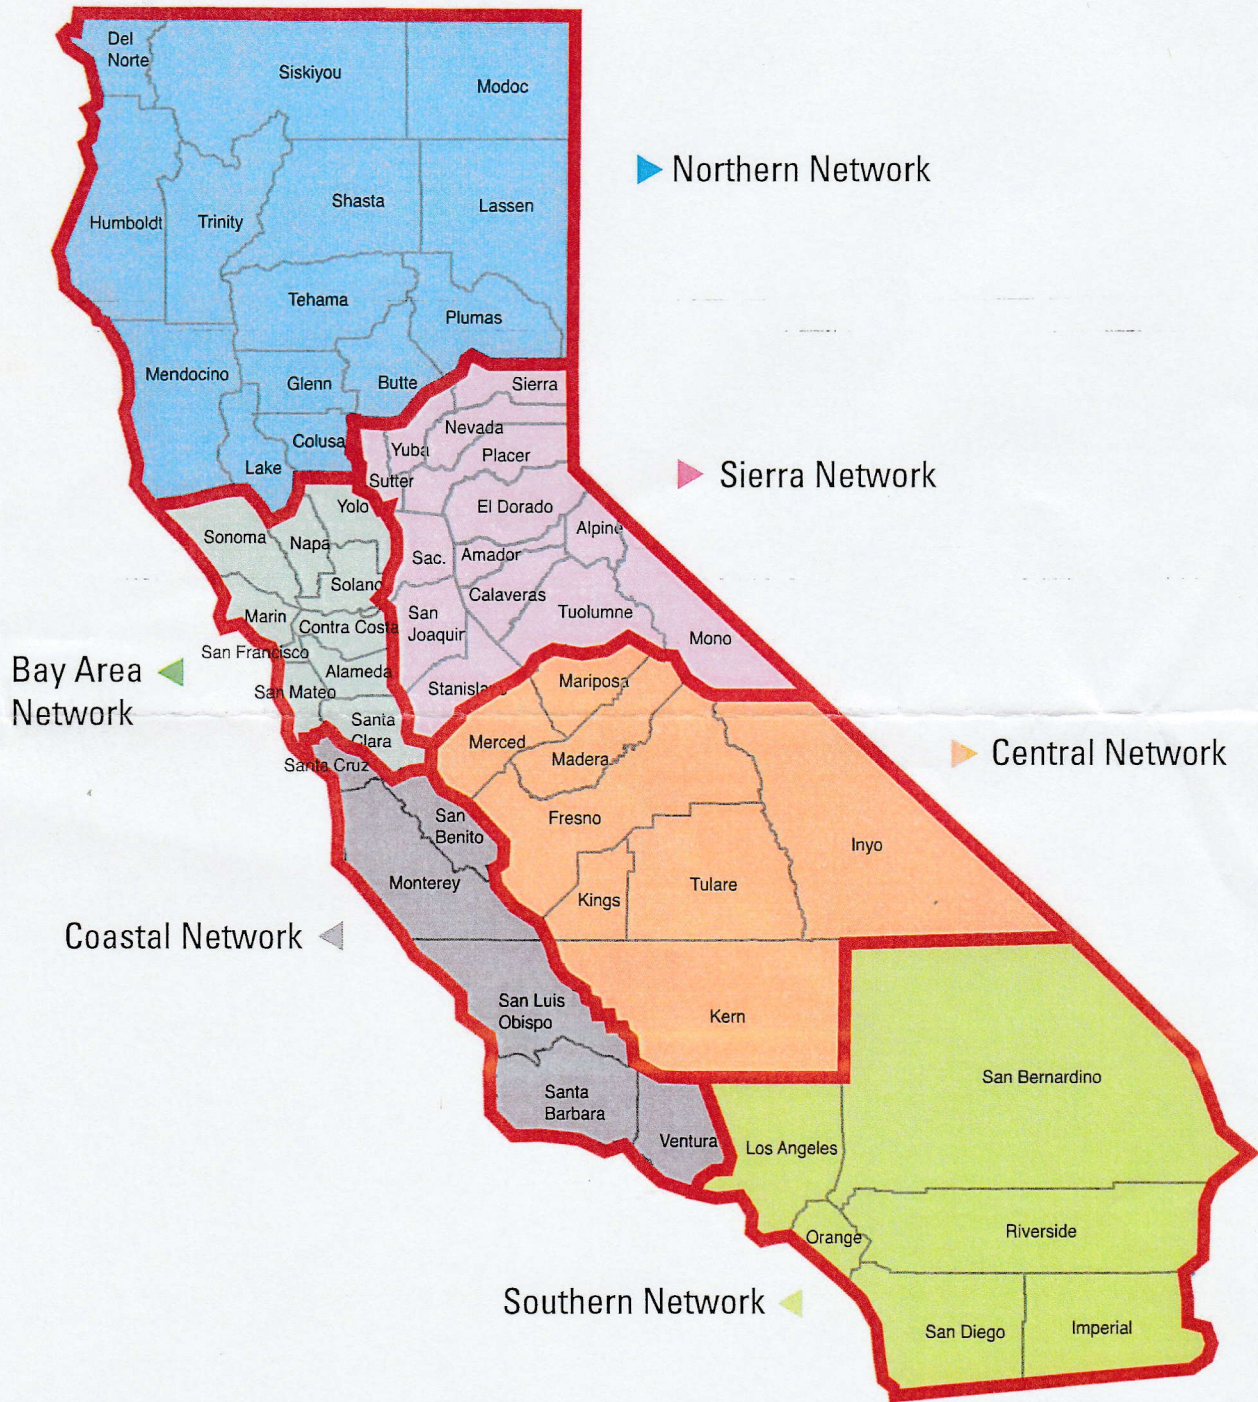 Del
Norte
Siskiyou
Modoc
Northern Network
Humboldt
Trinity
Shasta
Lassen
Tehama
Plumas
Mendocino
Glenn
Butte
Sierra
Nevada
Colusa
Yuba
Placer
Lake
Sutter
Sierra Network
Yolo
El Dorado
Alpine
Sonoma
Napa
Sac.
Amador
Solano
Calaveras
Marin
Contra Costa
San
Joaquin
Tuolumne
Mono
San Francisco
Bay Area
Network
Alameda
San Mateo
Stanislaus
Mariposa
Santa
Clara
Merced
Madera
Central Network
Santa Cruz
San
Benito
Fresno
Inyo
Monterey
Kings
Tulare
Coastal Network
San Luis
Obispo
Kern
San Bernardino
Santa
Barbara
Ventura
Los Angeles
Orange
Riverside
Southern Network
San Diego
Imperial